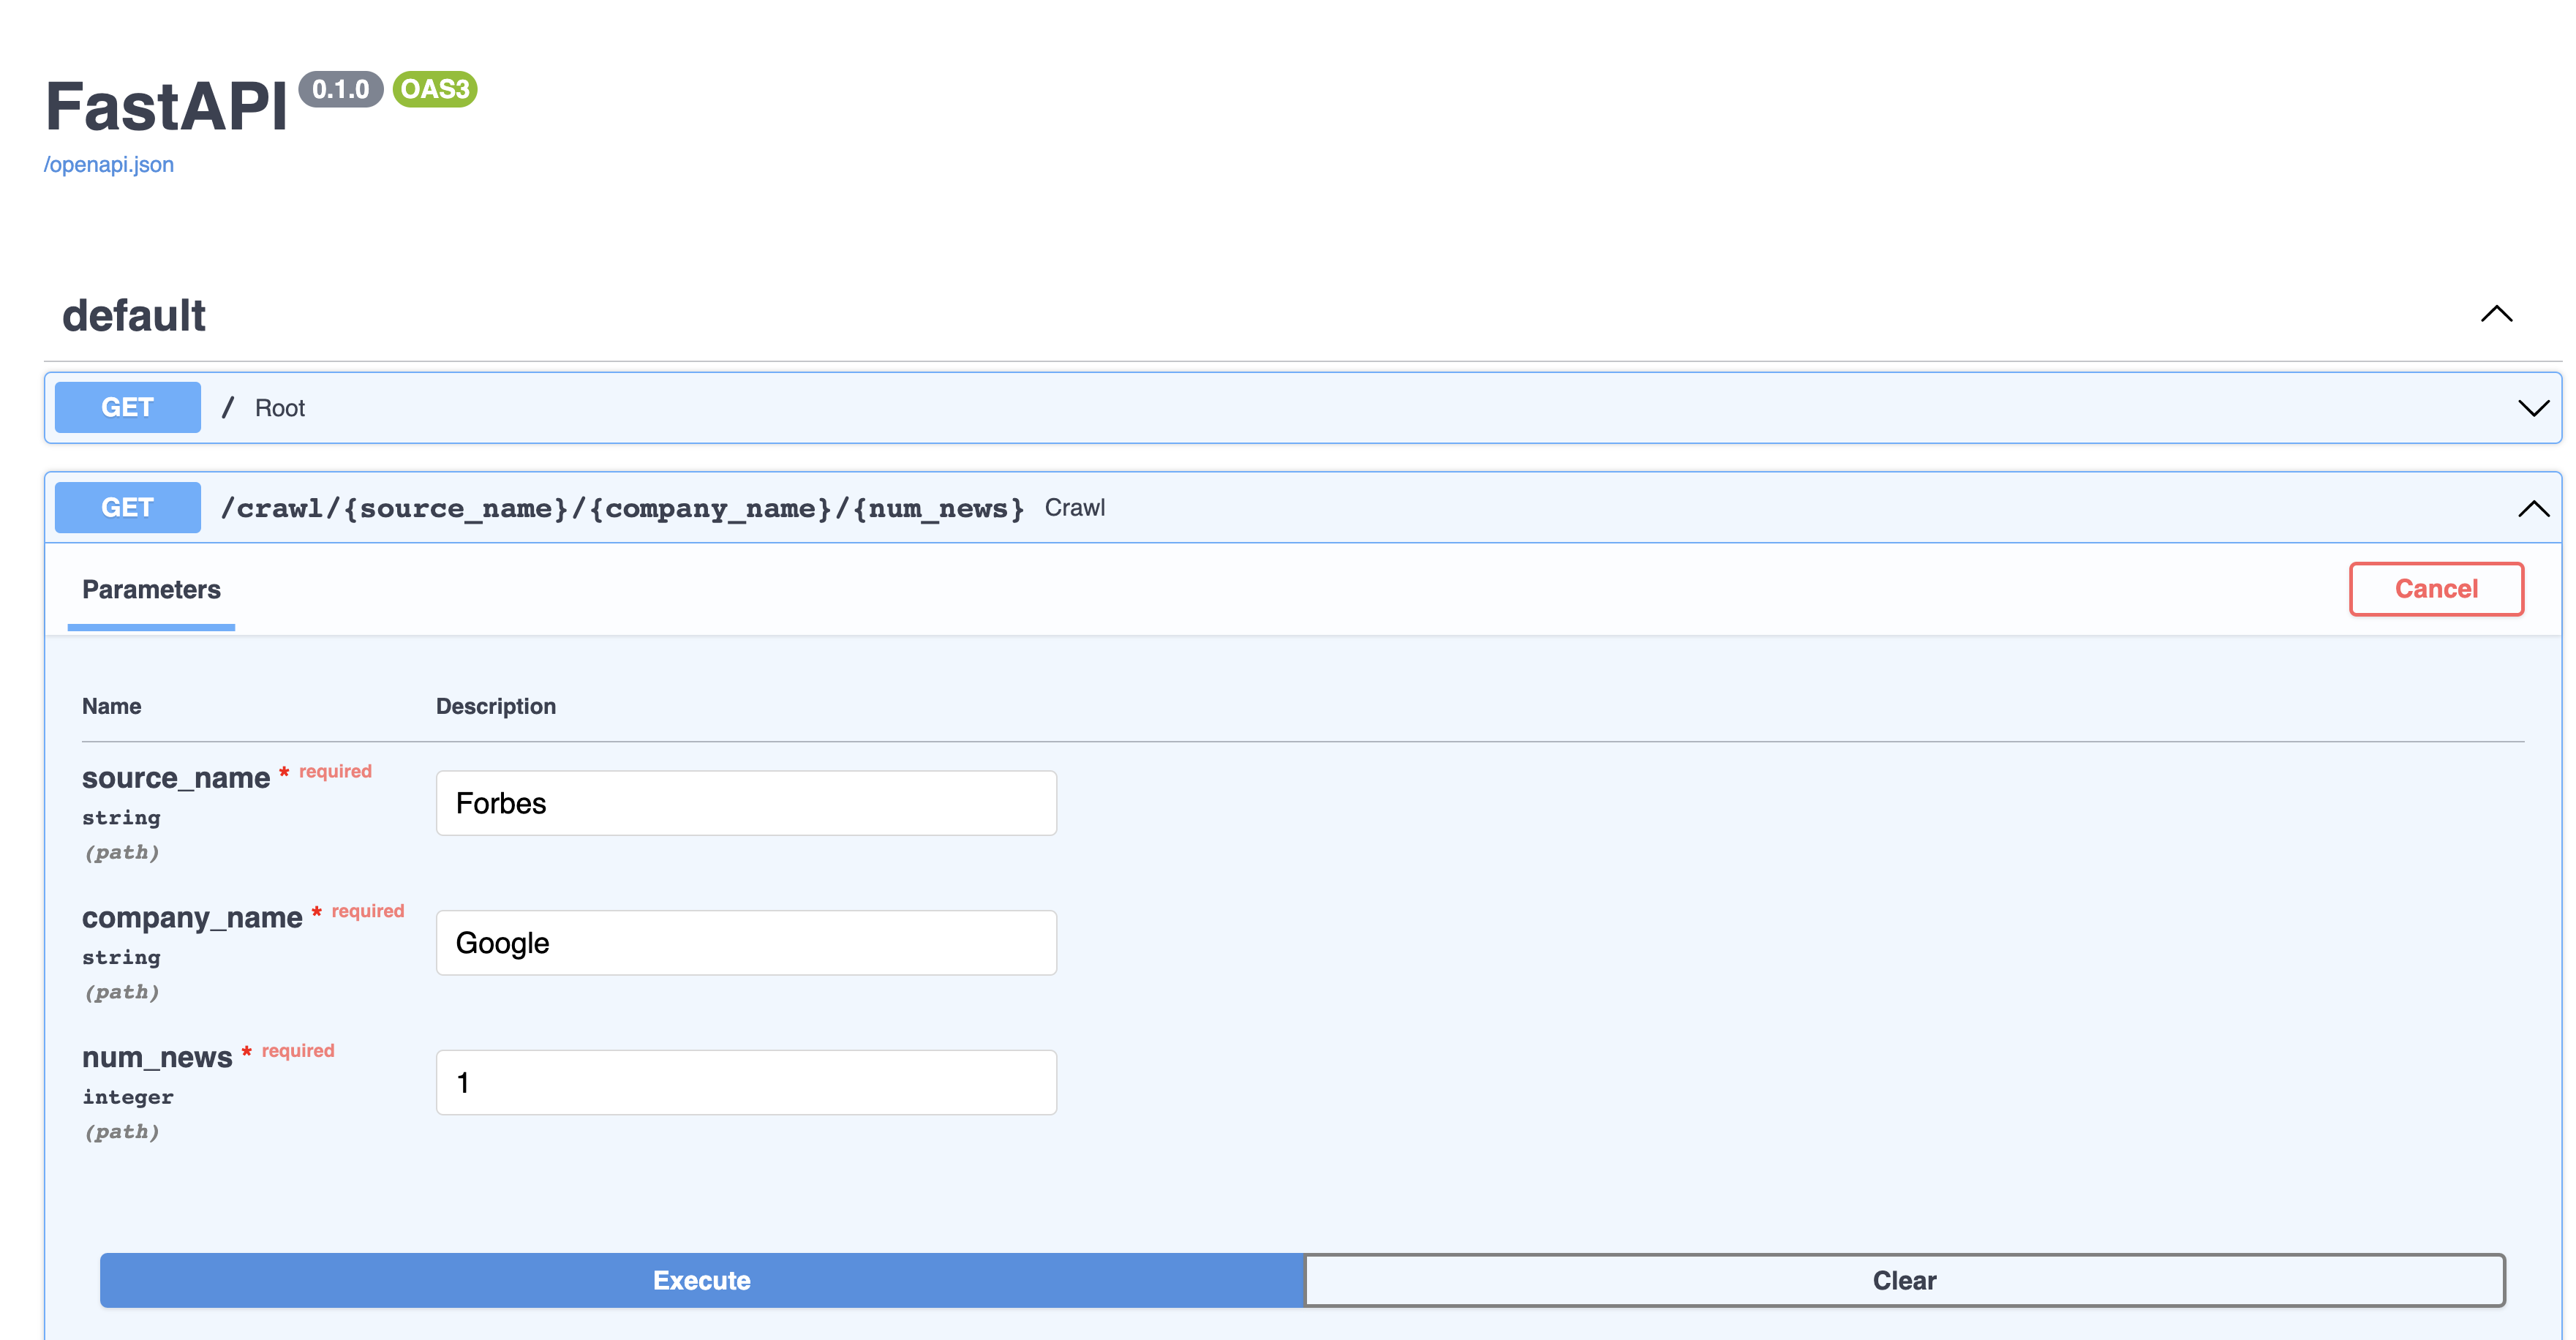 FastAPI 0.1.0 OAS3
/openapi.json
default
GET / Root
GET /crawl/{source_name}/{company_name}/{num_news} Crawl
Parameters Cancel
Name Description
source_name * required
string
(path)
Forbes
company_name * required
string
(path)
Google
num_news * required
integer
(path)
1
Execute Clear